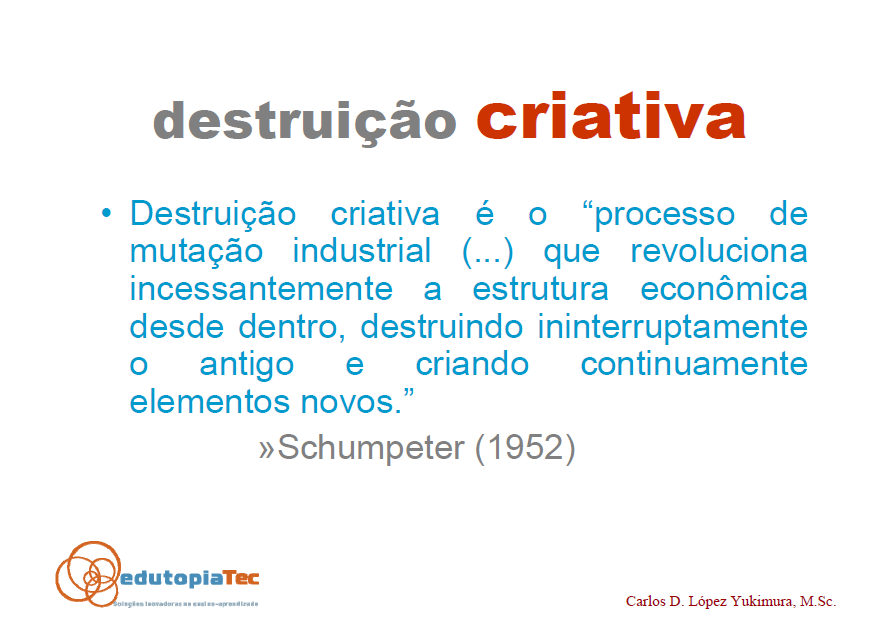 destruição criativa
• Destruição criativa é o “processo de
mutação industrial (...) que revoluciona
incessantemente a estrutura econômica
desde dentro, destruindo ininterruptamente
o antigo e criando continuamente
elementos novos.”
»Schumpeter (1952)
edutopiaTec
Soluções inovadoras ao ensino-aprendizado
Carlos D. López Yukimura, M.Sc.